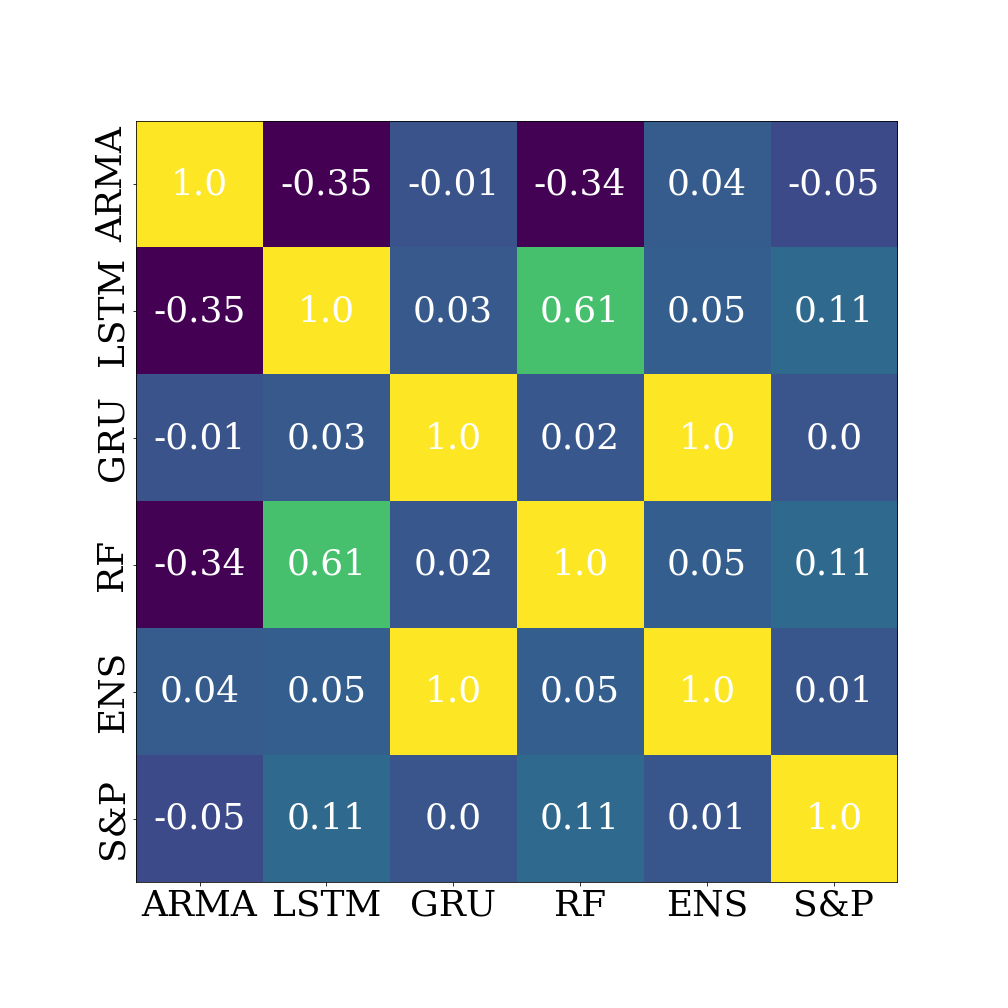 ARMA 1.0 -0.35 -0.01 -0.34 0.04 -0.05
LSTM -0.35 1.0 0.03 0.61 0.05 0.11
GRU -0.01 0.03 1.0 0.02 1.0 0.0
RF -0.34 0.61 0.02 1.0 0.05 0.11
ENS 0.04 0.05 1.0 0.05 1.0 0.01
S&P -0.05 0.11 0.0 0.11 0.01 1.0
ARMA LSTM GRU RF ENS S&P